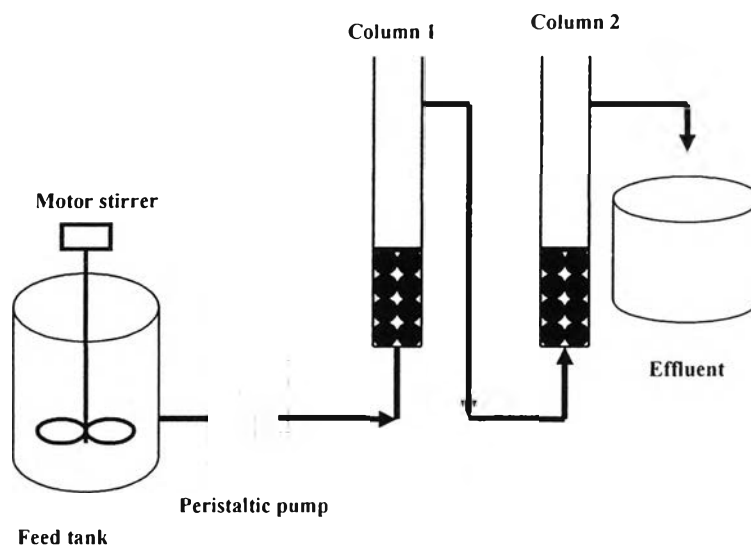 Column 1
Column 2
Motor stirrer
Effluent
Peristaltic pump
Feed tank